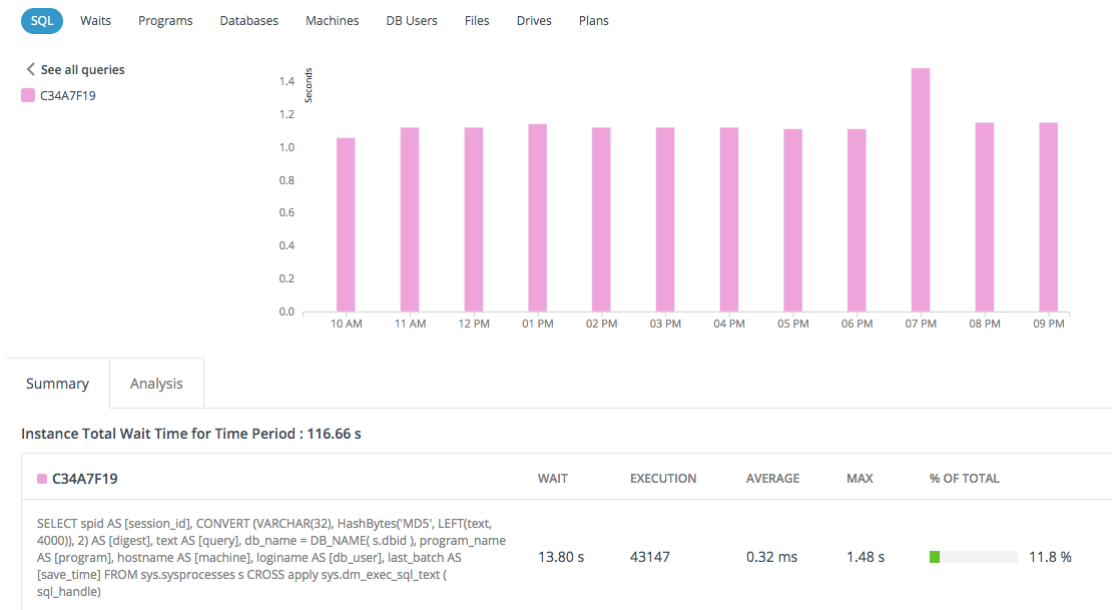 SQL Waits Programs Databases Machines DB Users Files Drives Plans
See all queries
C34A7F19
Seconds
1.4
1.2
1.0
0.8
0.6
0.4
0.2
0.0
10 AM 11 AM 12 PM 01 PM 02 PM 03 PM 04 PM 05 PM 06 PM 07 PM 08 PM 09 PM
Summary Analysis
Instance Total Wait Time for Time Period : 116.66 s
C34A7F19 WAIT EXECUTION AVERAGE MAX % OF TOTAL
SELECT spid AS [session_id], CONVERT (VARCHAR(32), HashBytes('MD5', LEFT(text,
4000)), 2) AS [digest], text AS [query], db_name = DB_NAME( s.dbid ), program_name
AS [program], hostname AS [machine], loginame AS [db_user], last_batch AS
[save_time] FROM sys.sysprocesses s CROSS apply sys.dm_exec_sql_text (
sql_handle)
13.80 s 43147 0.32 ms 1.48 s 11.8 %